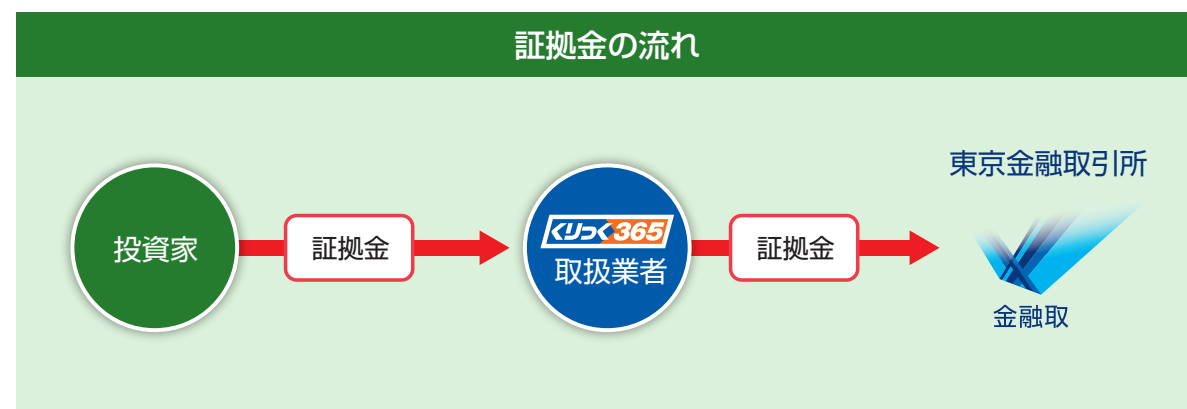 証拠金の流れ
投資家
証拠金
くりっく365
取扱業者
証拠金
東京金融取引所
金融取